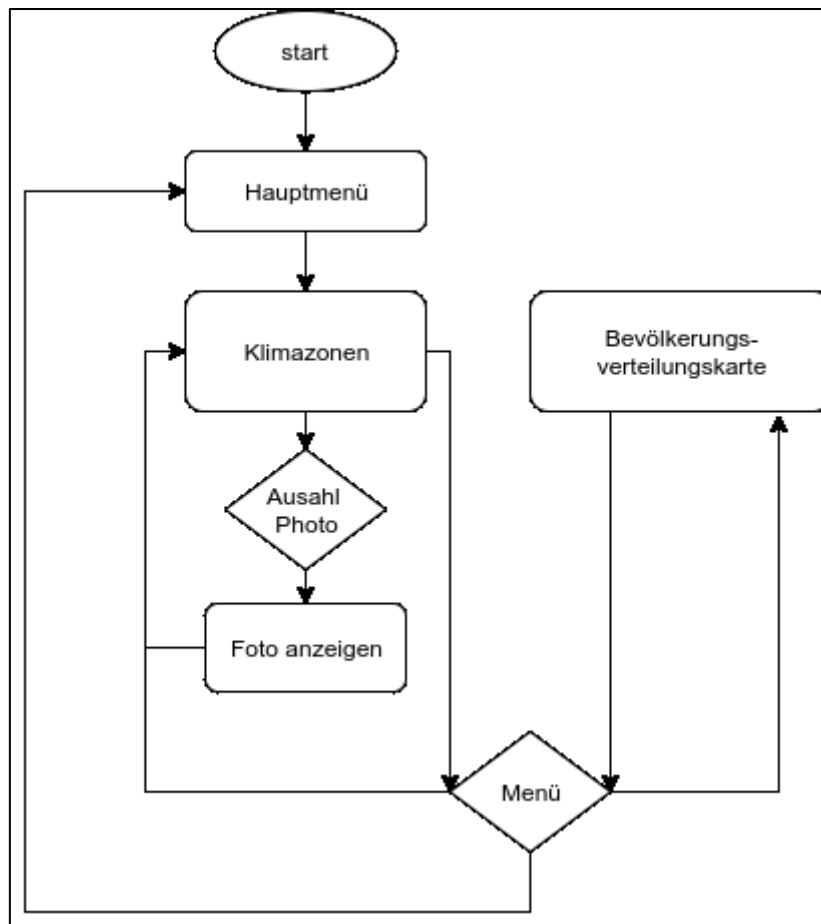 start
Hauptmenü
Klimazonen
Bevölkerungs-
verteilungskarte
Ausahl
Photo
Foto anzeigen
Menü